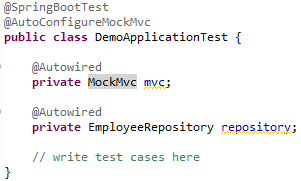 @SpringBootTest
@AutoConfigureMockMvc
public class DemoApplicationTest {
@Autowired
private MockMvc mvc;
@Autowired
private EmployeeRepository repository;
// write test cases here
}